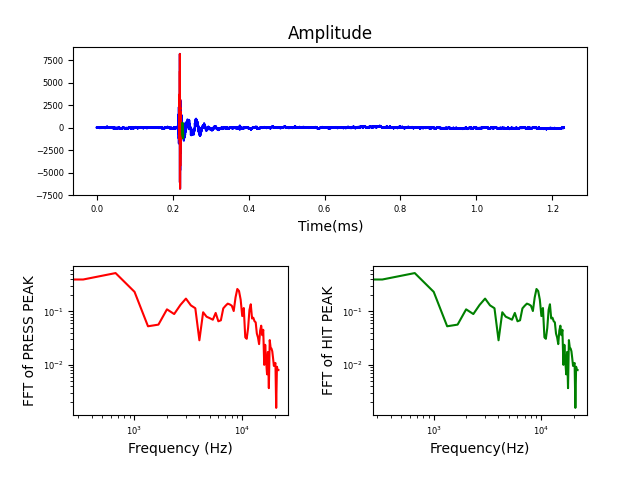 Amplitude
7500
5000
2500
0
−2500
−5000
−7500
0.0 0.2 0.4 0.6 0.8 1.0 1.2
Time(ms)
FFT of PRESS PEAK
10⁻¹
10⁻²
10³ 10⁴
Frequency (Hz)
FFT of HIT PEAK
10⁻¹
10⁻²
10³ 10⁴
Frequency(Hz)